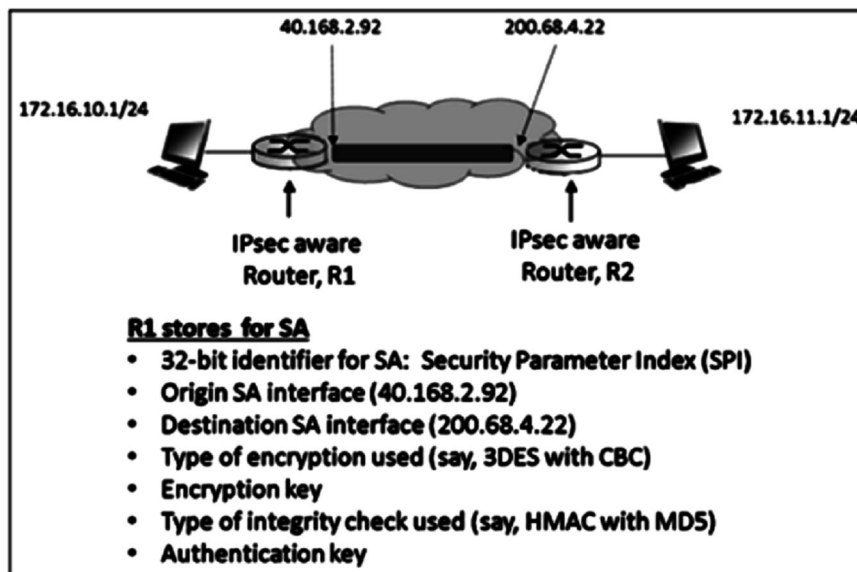 40.168.2.92
200.68.4.22
172.16.10.1/24
172.16.11.1/24
IPsec aware
Router, R1
IPsec aware
Router, R2
R1 stores for SA
• 32-bit identifier for SA: Security Parameter Index (SPI)
• Origin SA interface (40.168.2.92)
• Destination SA interface (200.68.4.22)
• Type of encryption used (say, 3DES with CBC)
• Encryption key
• Type of integrity check used (say, HMAC with MD5)
• Authentication key